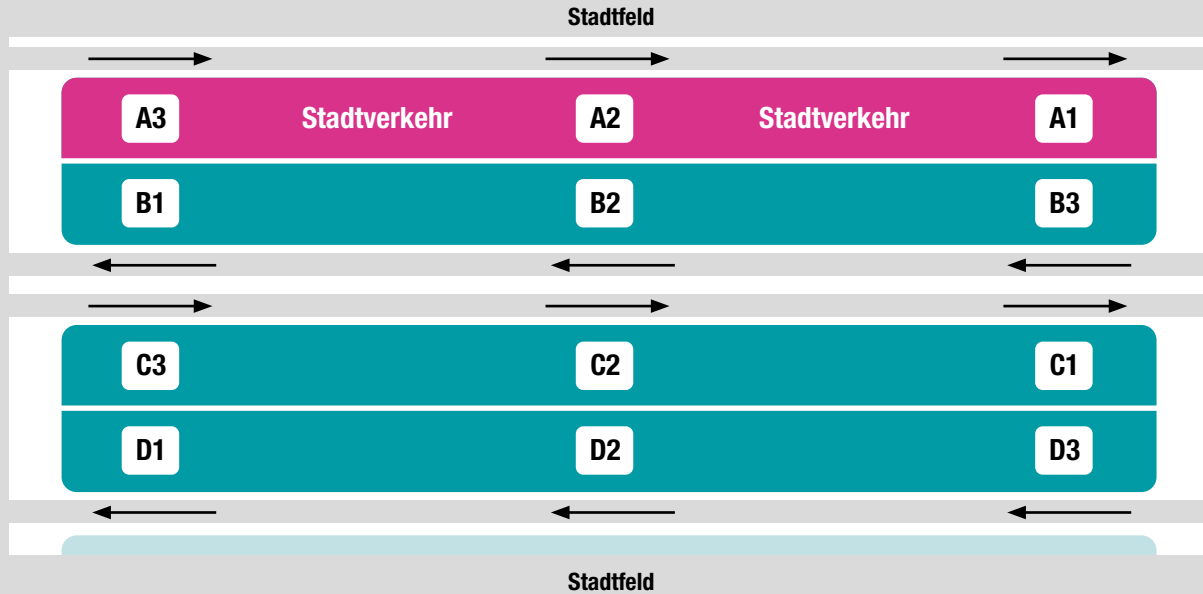 Stadtfeld
A3 Stadtverkehr A2 Stadtverkehr A1
B1 B2 B3
C3 C2 C1
D1 D2 D3
Stadtfeld